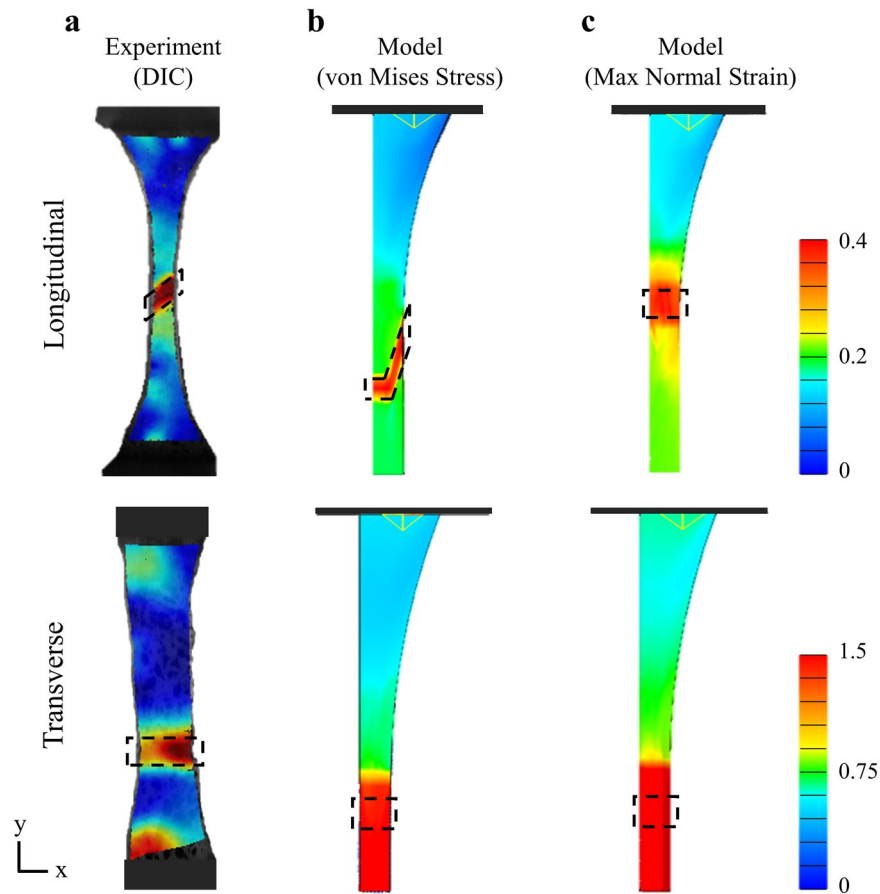 a
b
c
Experiment
(DIC)
Model
(von Mises Stress)
Model
(Max Normal Strain)
Longitudinal
0.4
0.2
0
Transverse
1.5
0.75
0
y
x